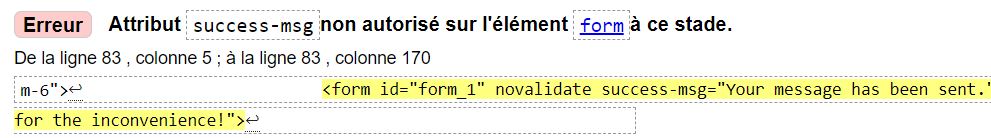 Erreur Attribut success-msg non autorisé sur l'élément form à ce stade.
De la ligne 83 , colonne 5 ; à la ligne 83 , colonne 170
m-6">↩ <form id="form_1" novalidate success-msg="Your message has been sent.
for the inconvenience!">↩